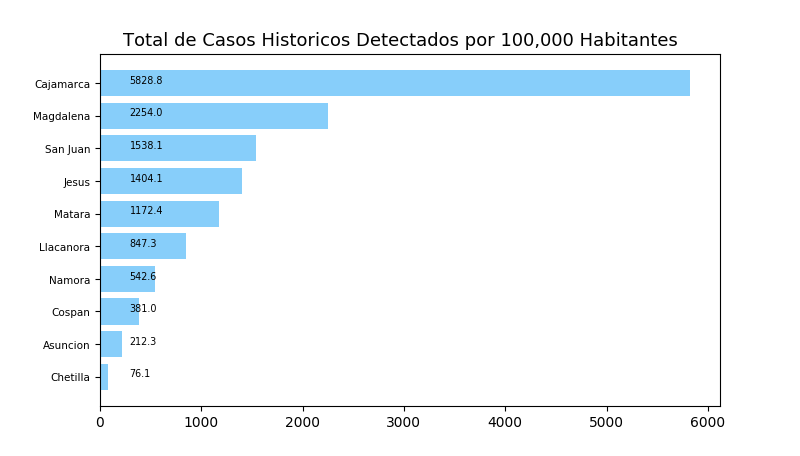 Total de Casos Historicos Detectados por 100,000 Habitantes
Cajamarca 5828.8
Magdalena 2254.0
San Juan 1538.1
Jesus 1404.1
Matara 1172.4
Llacanora 847.3
Namora 542.6
Cospan 381.0
Asuncion 212.3
Chetilla 76.1
0 1000 2000 3000 4000 5000 6000